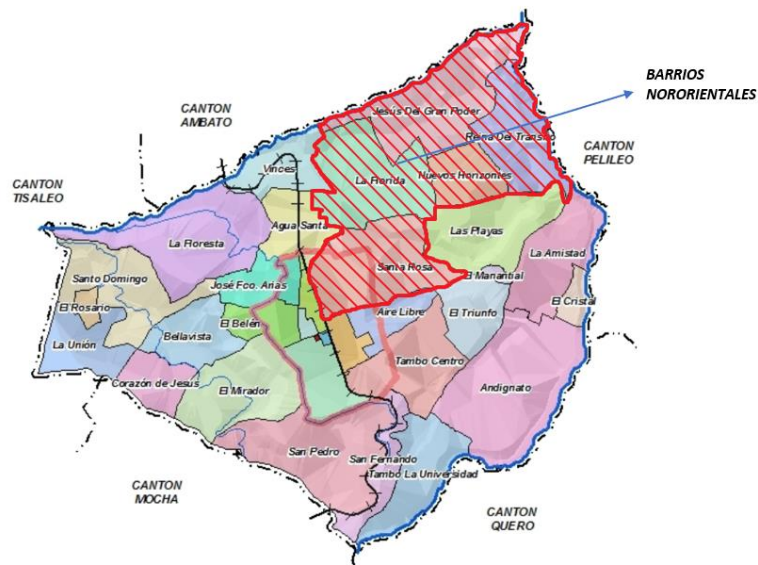 BARRIOS
NORORIENTALES
CANTON
AMBATO
Jesús Del Gran Poder
Reina Del Transito
CANTON
PELILEO
Vinces
La Florida
Nuevos Horizontes
CANTON
TISALEO
Agua Santa
Las Playas
La Floresta
La Amistad
Santa Rosa
Santo Domingo
José Fco. Arias
El Manantial
El Rosario
El Cristal
Aire Libre
El Triunfo
El Belén
Bellavista
La Unión
Tambo Centro
Corazón de Jesus
El Mirador
Andignato
San Pedro
San Fernando
Tambo La Universidad
CANTON
MOCHA
CANTON
QUERO